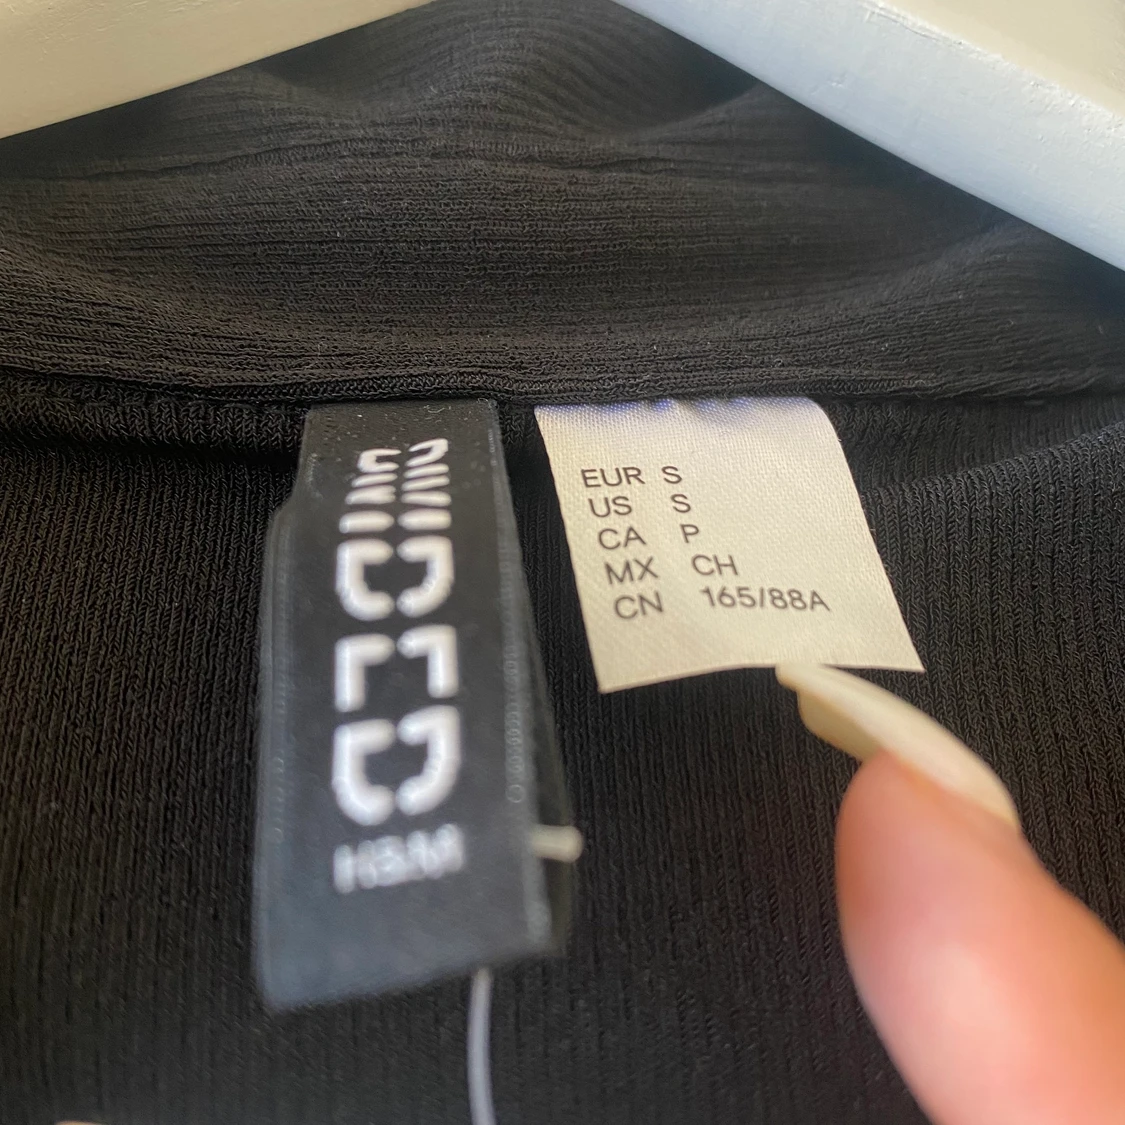 DIVIDED
H&M
EUR S
US S
CA P
MX CH
CN 165/88A